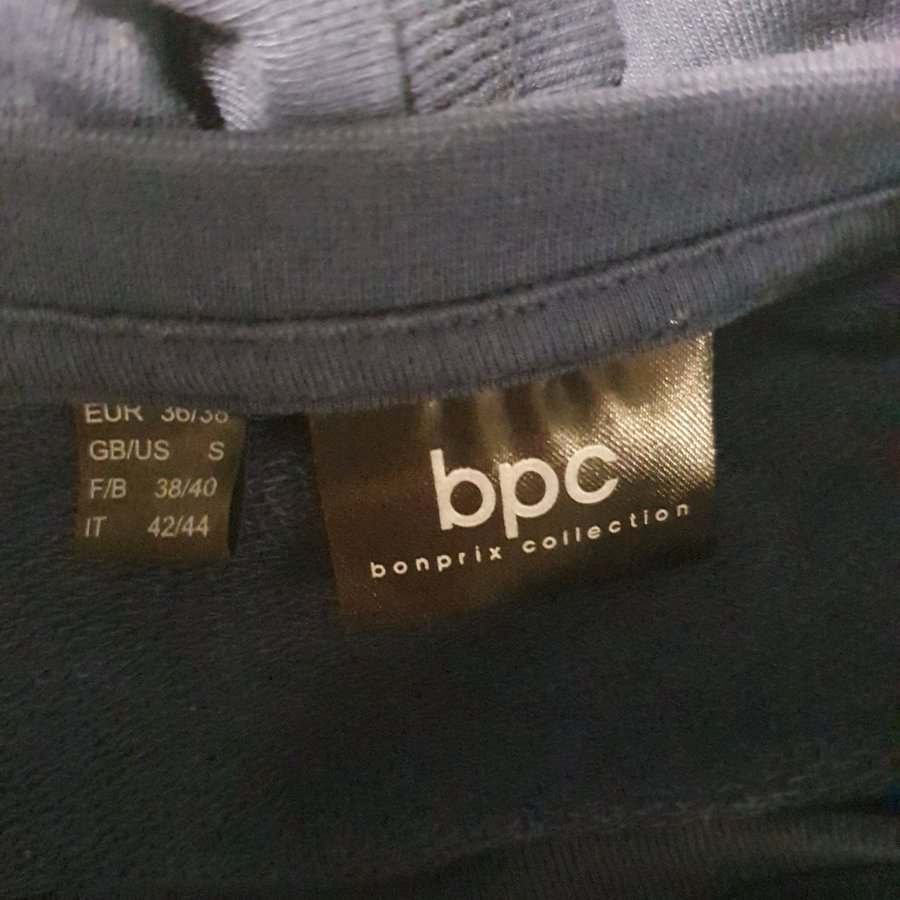 EUR 36/38
GB/US S
F/B 38/40
IT 42/44
bpc
bonprix collection